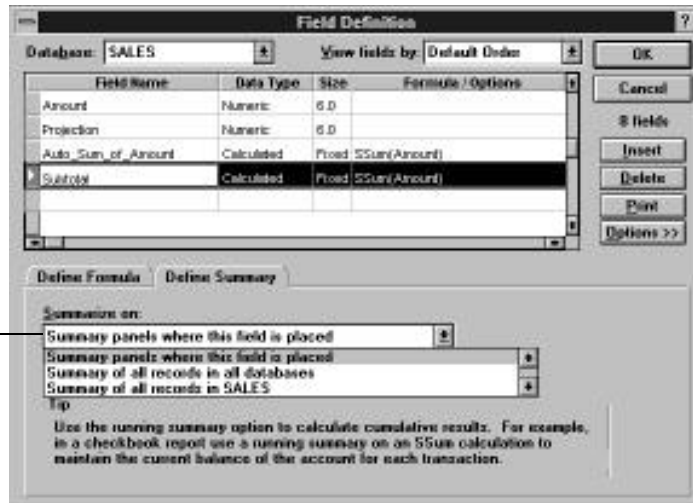 Field Definition
?
Database: SALES View fields by: Default Order OK
Field Name Data Type Size Formula / Options
Cancel
Amount Numeric 6.0
Projection Numeric 6.0
8 fields
Auto_Sum_of_Amount Calculated Fixed SSum(Amount)
Insert
Subtotal Calculated Fixed SSum(Amount)
Delete
Print
Options >>
Define Formula Define Summary
Summarize on:
Summary panels where this field is placed
Summary panels where this field is placed
Summary of all records in all databases
Summary of all records in SALES
Tip
Use the running summary option to calculate cumulative results. For example,
in a checkbook report use a running summary on an SSum calculation to
maintain the current balance of the account for each transaction.